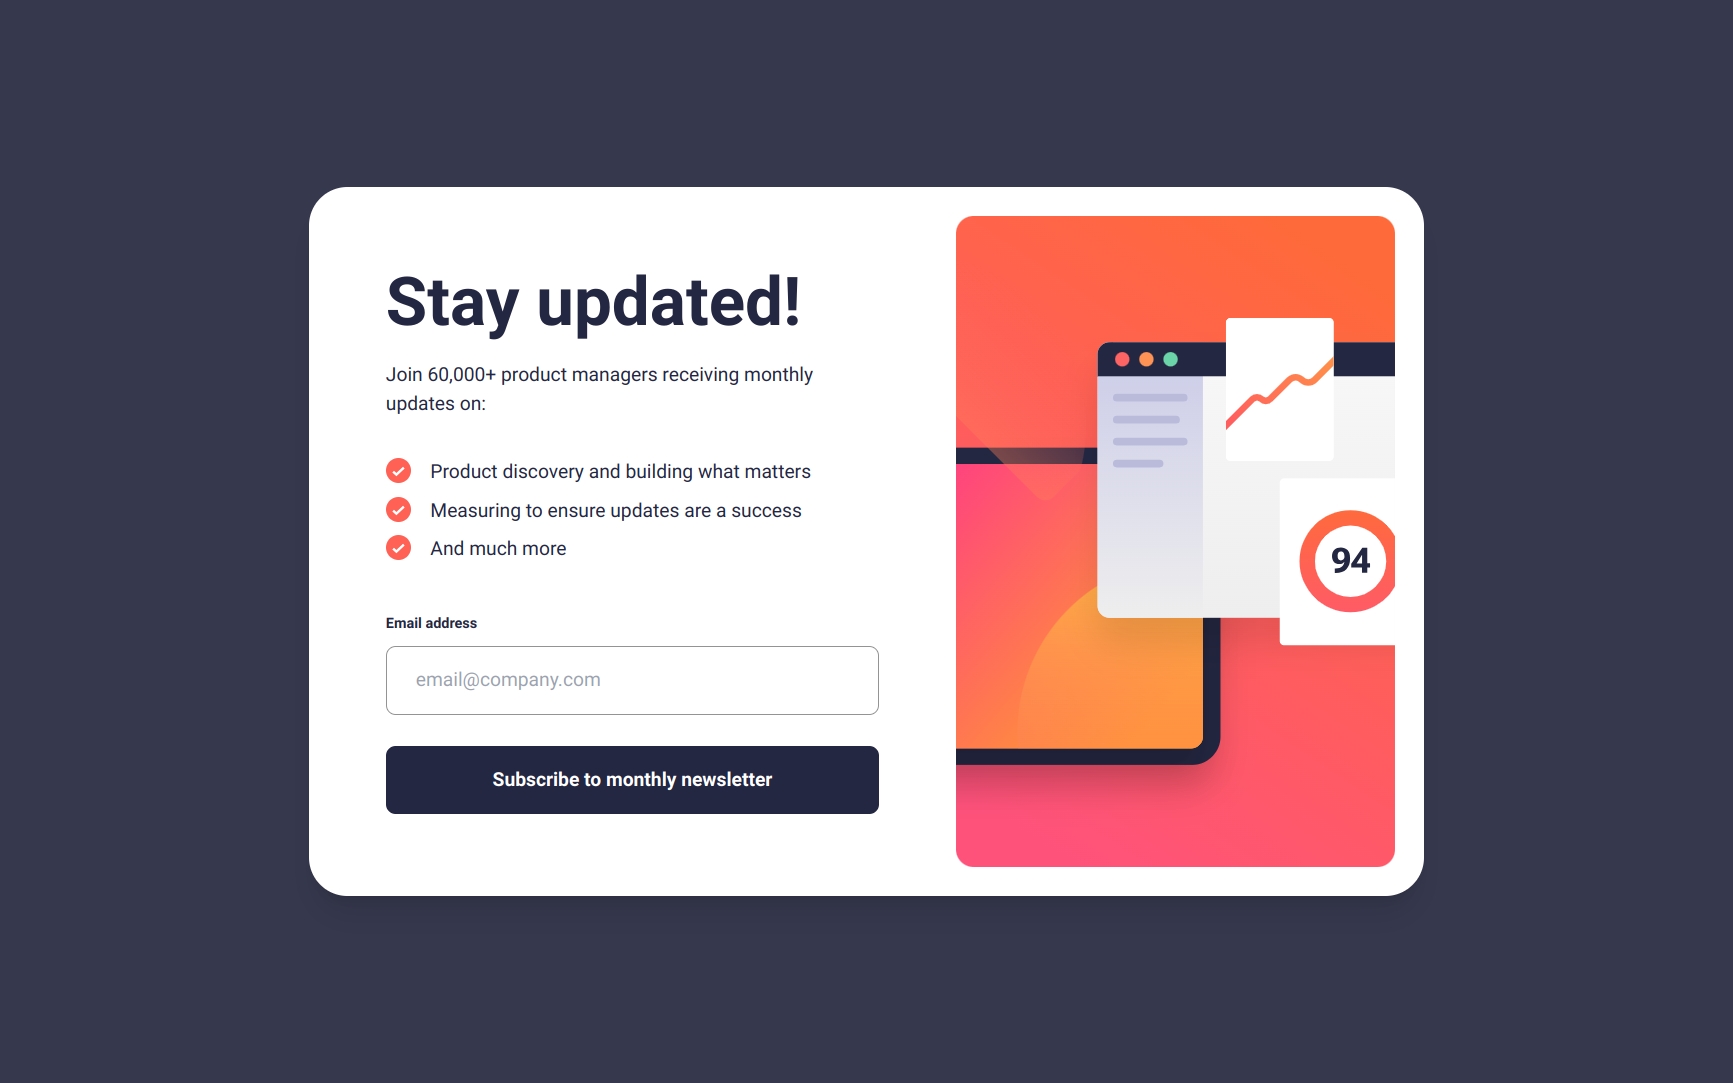 Stay updated!
Join 60,000+ product managers receiving monthly
updates on:
Product discovery and building what matters
Measuring to ensure updates are a success
And much more
Email address
email@company.com
Subscribe to monthly newsletter
94